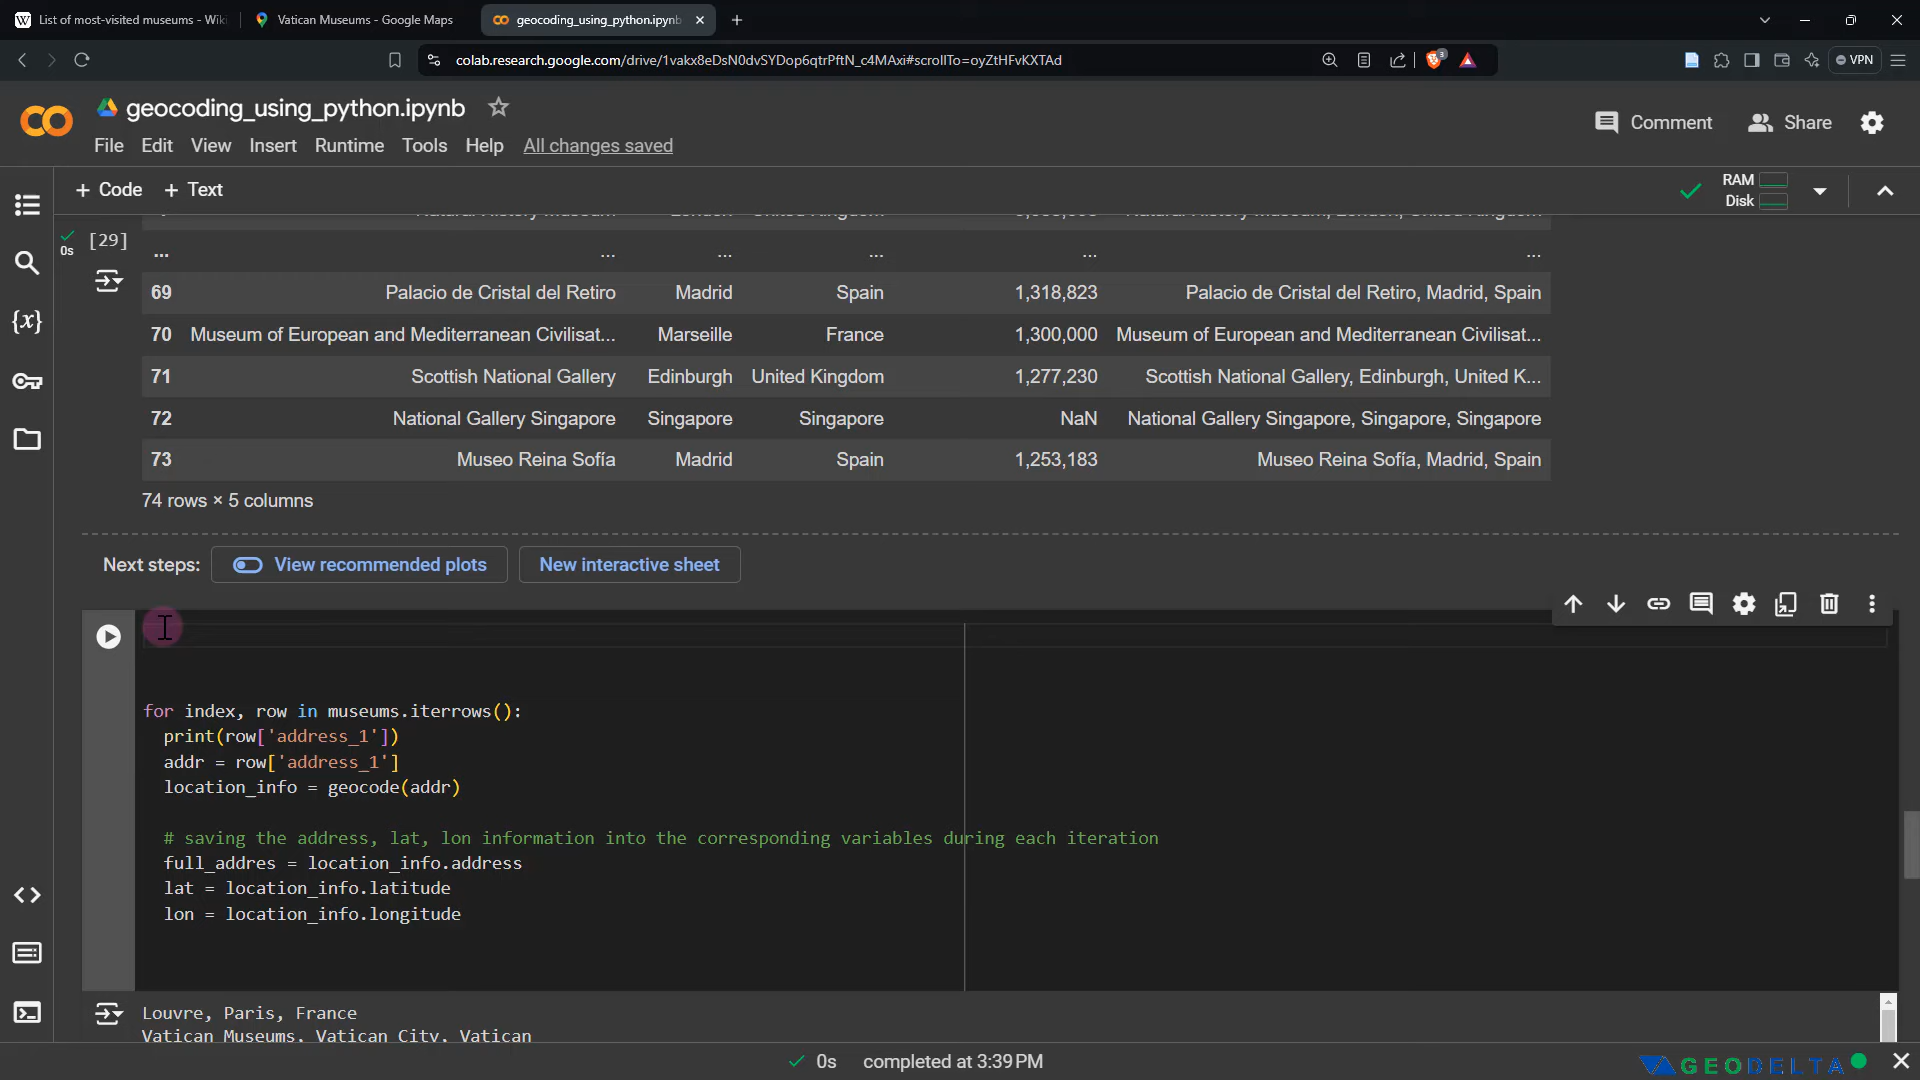 List of most-visited museums - Wiki
Vatican Museums - Google Maps
geocoding_using_python.ipynb
colab.research.google.com/drive/1vakx8eDsN0dvSYDop6qtrPftN_c4MAxi#scrollTo=oyZtHFvKXTAd
3
VPN
geocoding_using_python.ipynb
Comment
Share
File Edit View Insert Runtime Tools Help All changes saved
+ Code + Text
RAM
Disk
0s
[29]
... ... ... ... ... ...
69 Palacio de Cristal del Retiro Madrid Spain 1,318,823 Palacio de Cristal del Retiro, Madrid, Spain
70 Museum of European and Mediterranean Civilisat... Marseille France 1,300,000 Museum of European and Mediterranean Civilisat...
71 Scottish National Gallery Edinburgh United Kingdom 1,277,230 Scottish National Gallery, Edinburgh, United K...
72 National Gallery Singapore Singapore Singapore NaN National Gallery Singapore, Singapore, Singapore
73 Museo Reina Sofía Madrid Spain 1,253,183 Museo Reina Sofía, Madrid, Spain
74 rows × 5 columns
Next steps: View recommended plots New interactive sheet
for index, row in museums.iterrows():
print(row['address_1'])
addr = row['address_1']
location_info = geocode(addr)
# saving the address, lat, lon information into the corresponding variables during each iteration
full_addres = location_info.address
lat = location_info.latitude
lon = location_info.longitude
Louvre, Paris, France
Vatican Museums, Vatican City, Vatican
0s completed at 3:39 PM
GEODELTA